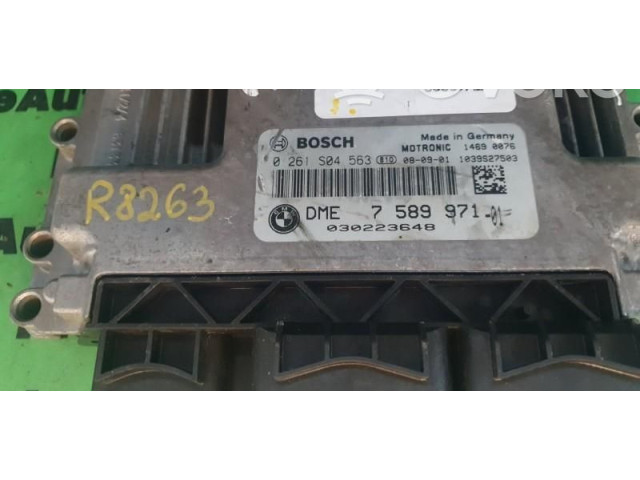 BOSCH
Made in Germany
MOTRONIC 1469 0076
0 261 S04 563 B10 08-09-01 1039S27503
R8263
DME 7 589 971-01
030223648